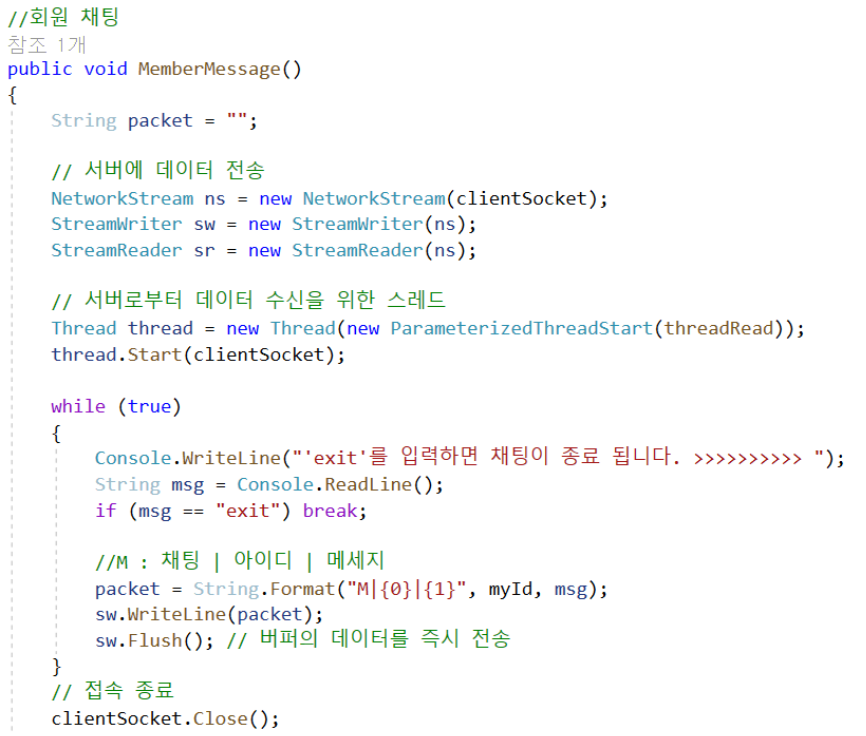 //회원 채팅
참조 1개
public void MemberMessage()
{
String packet = "";
// 서버에 데이터 전송
NetworkStream ns = new NetworkStream(clientSocket);
StreamWriter sw = new StreamWriter(ns);
StreamReader sr = new StreamReader(ns);
// 서버로부터 데이터 수신을 위한 스레드
Thread thread = new Thread(new ParameterizedThreadStart(threadRead));
thread.Start(clientSocket);
while (true)
{
Console.WriteLine("'exit'를 입력하면 채팅이 종료 됩니다. >>>>>>>>>> ");
String msg = Console.ReadLine();
if (msg == "exit") break;
//M : 채팅 | 아이디 | 메세지
packet = String.Format("M|{0}|{1}", myId, msg);
sw.WriteLine(packet);
sw.Flush(); // 버퍼의 데이터를 즉시 전송
}
// 접속 종료
clientSocket.Close();